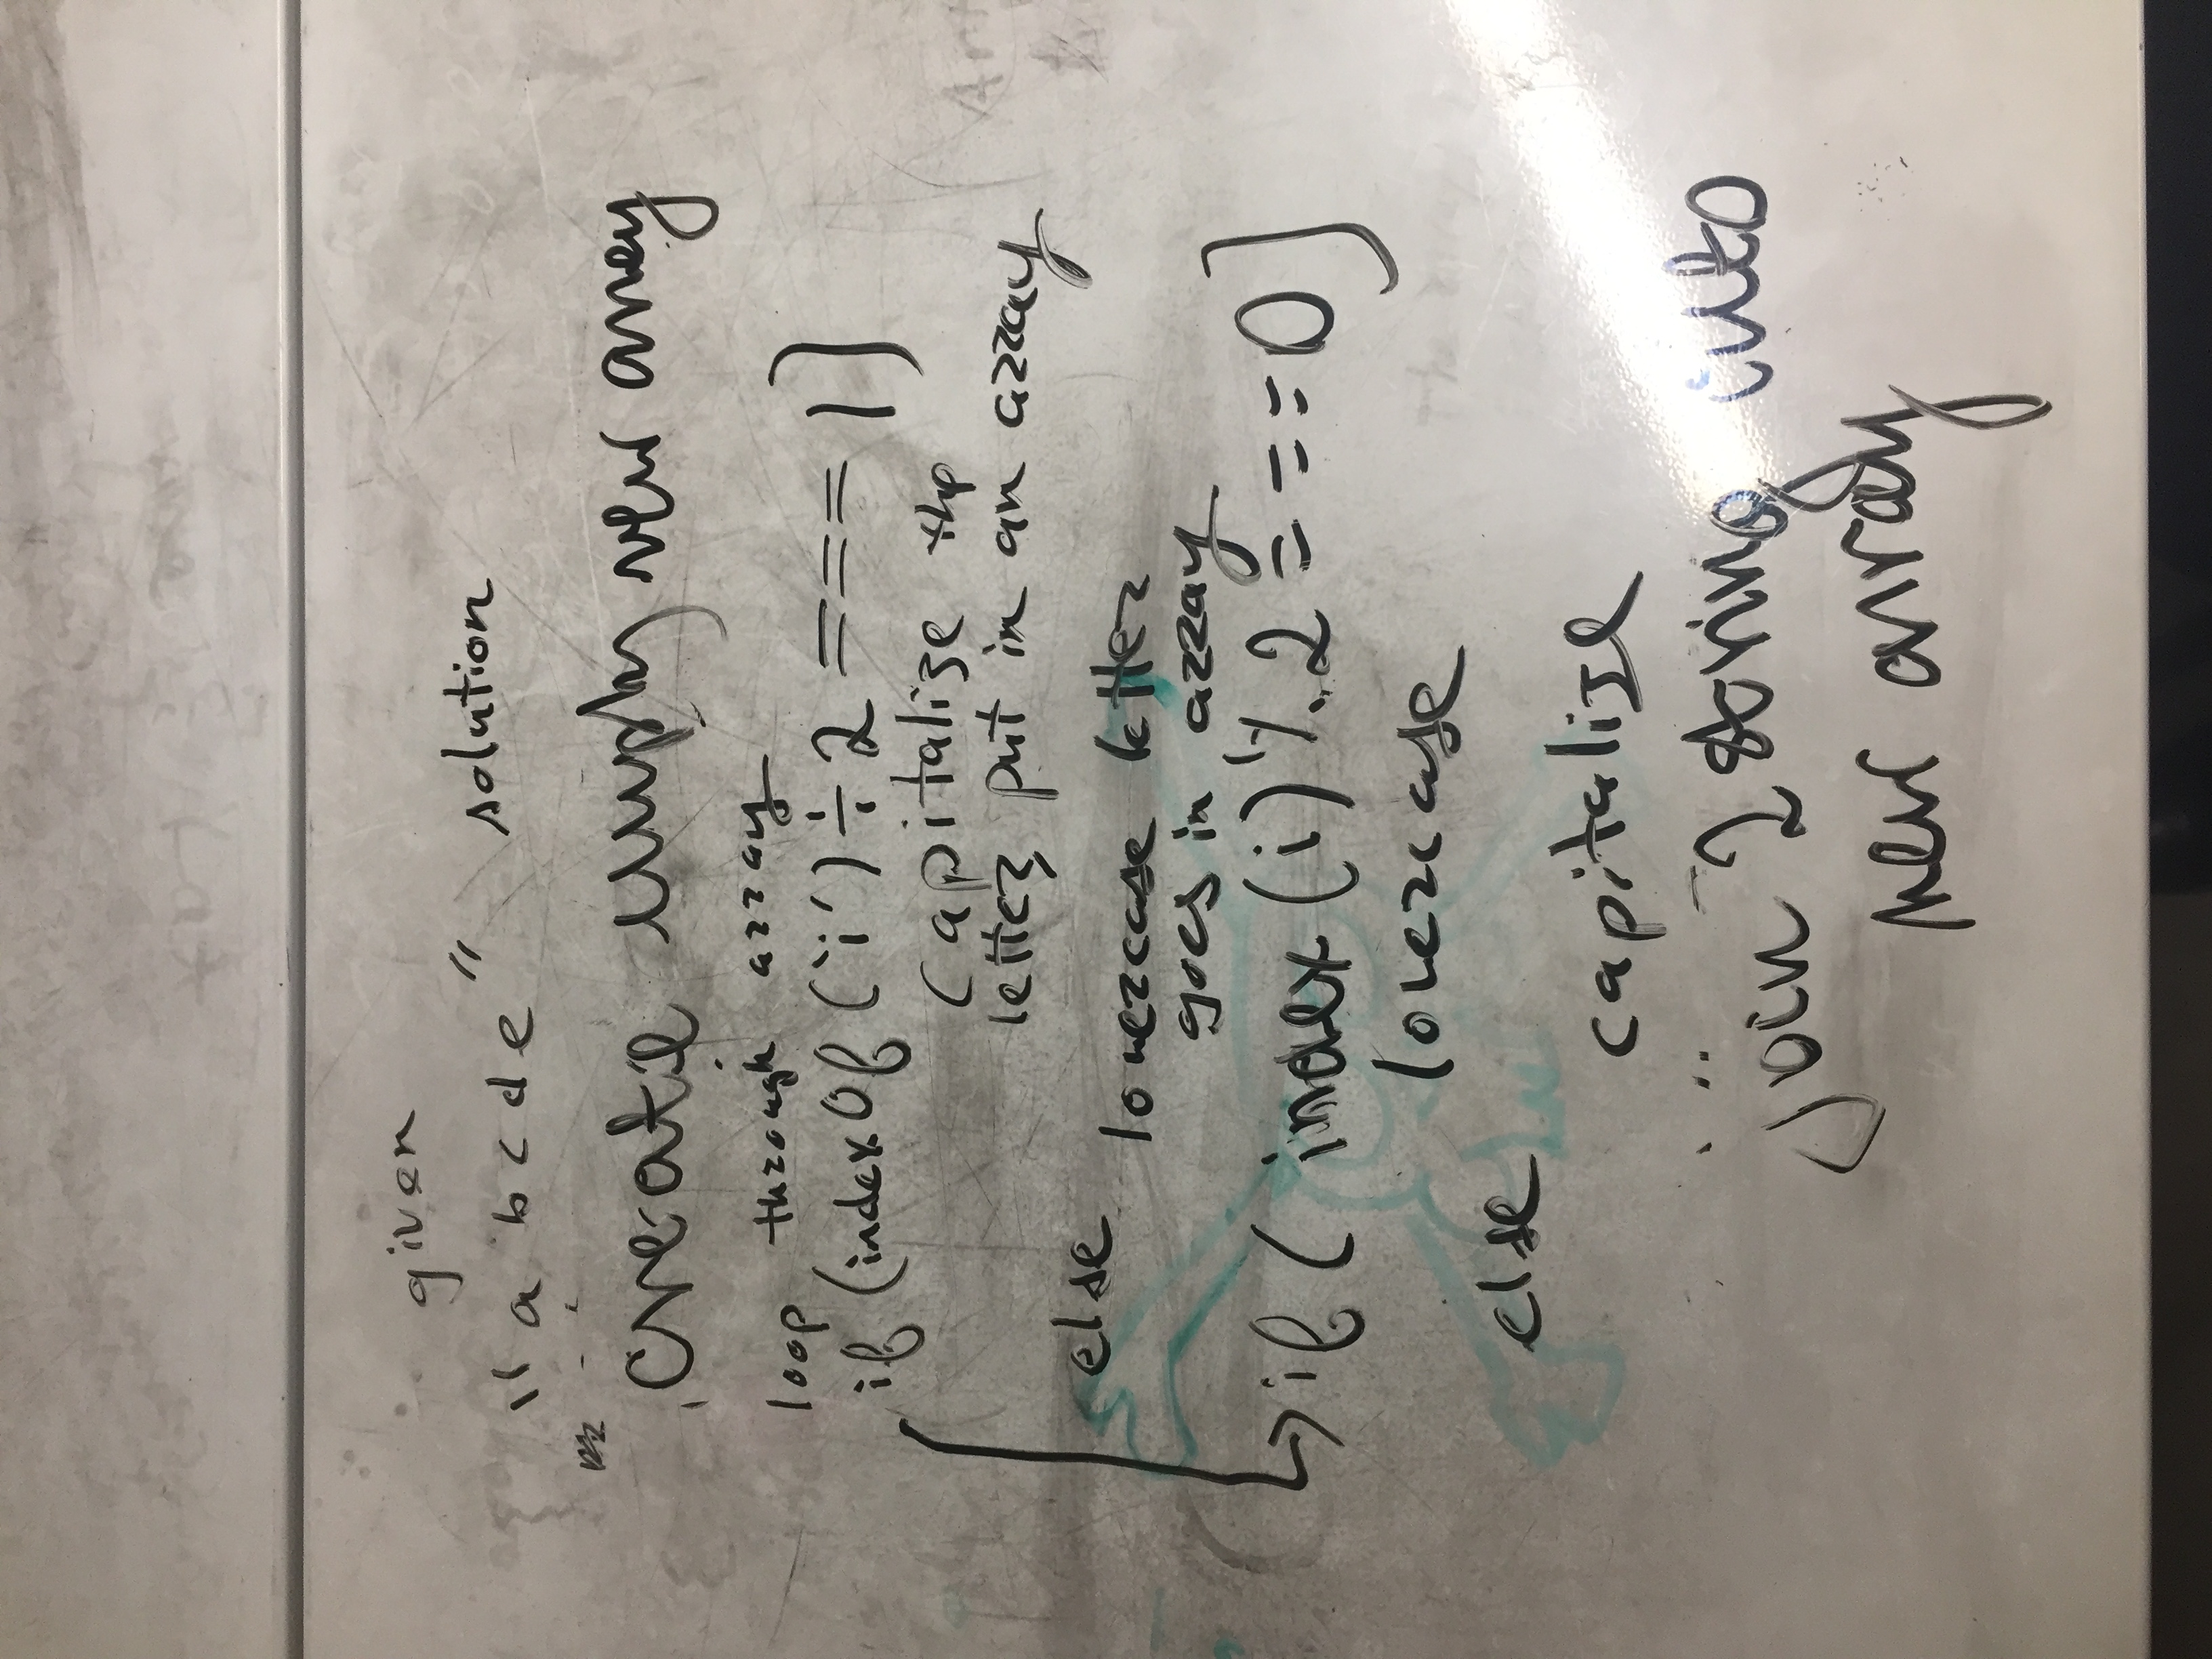 given
"a bcde" solution
create empty new array
loop through array
if (indexOf('i') ÷ 2 === 1)
capitalize the
letter, put in an array
else
lowercase letter
goes in array
if (index(i) % 2 === 0)
lowercase
else
capitalize
join 2 string into
new array